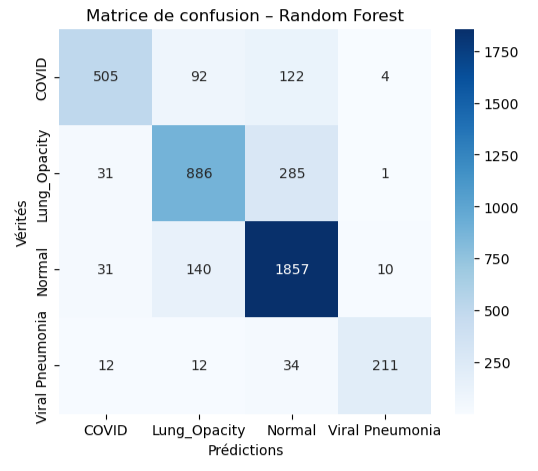 Matrice de confusion – Random Forest
COVID
505 92 122 4
Lung_Opacity
31 886 285 1
Normal
31 140 1857 10
Viral Pneumonia
12 12 34 211
Vérités
COVID Lung_Opacity Normal Viral Pneumonia
Prédictions
1750
1500
1250
1000
750
500
250